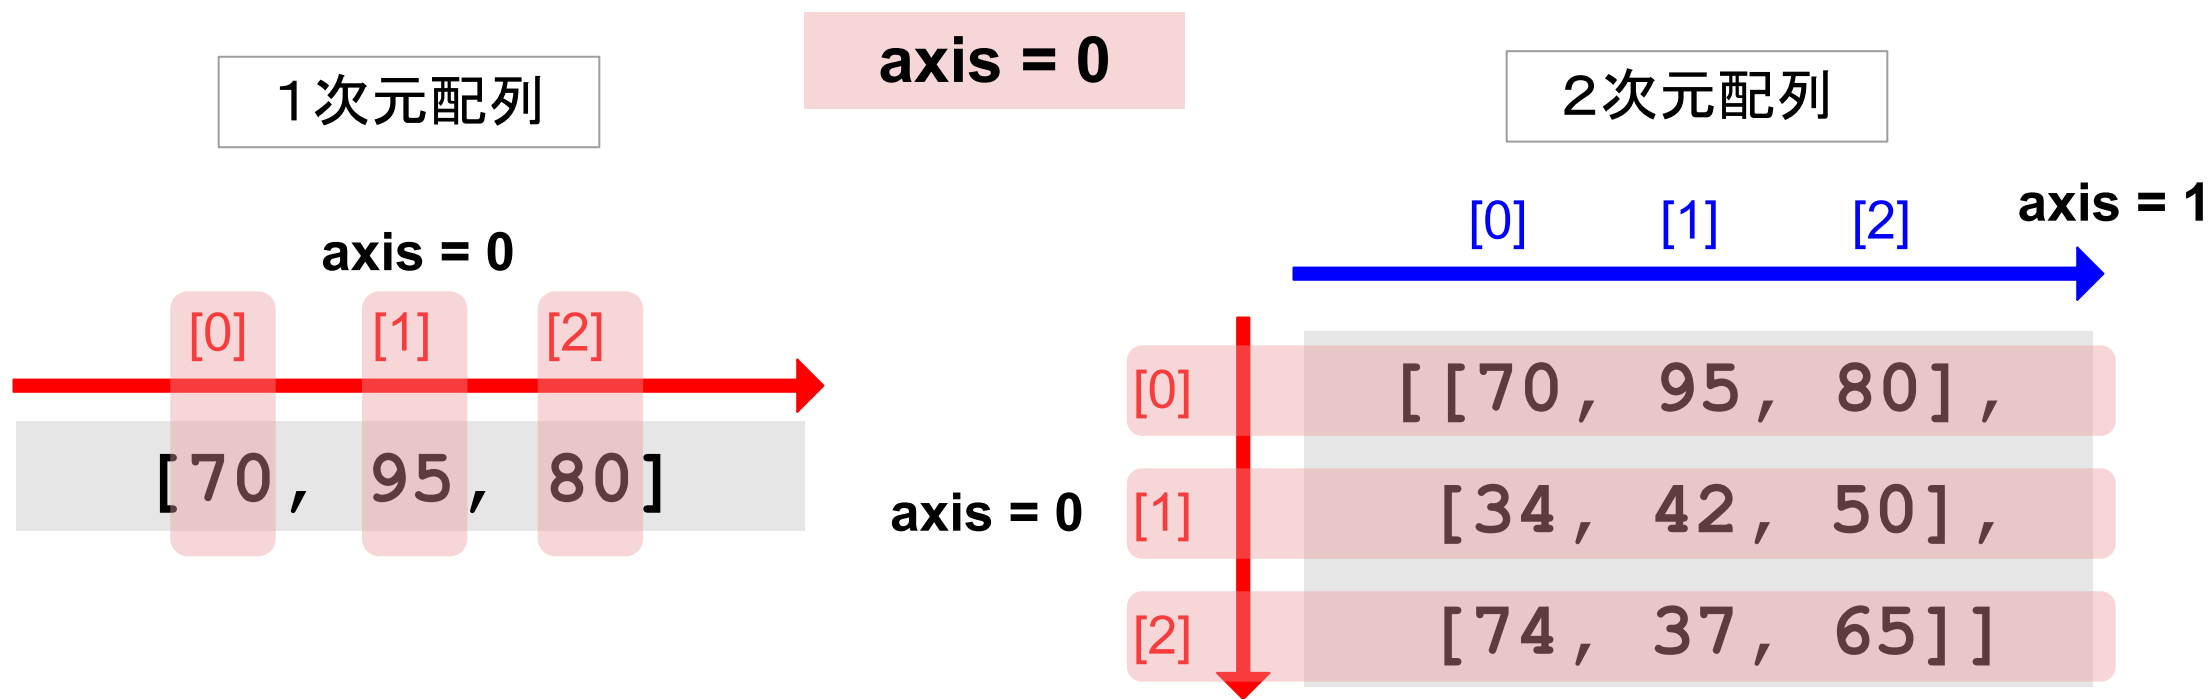 axis = 0
1次元配列
axis = 0
[0] [1] [2]
[70, 95, 80]
2次元配列
[0] [1] [2]
axis = 1
axis = 0
[0] [[70, 95, 80],
[1] [34, 42, 50],
[2] [74, 37, 65]]